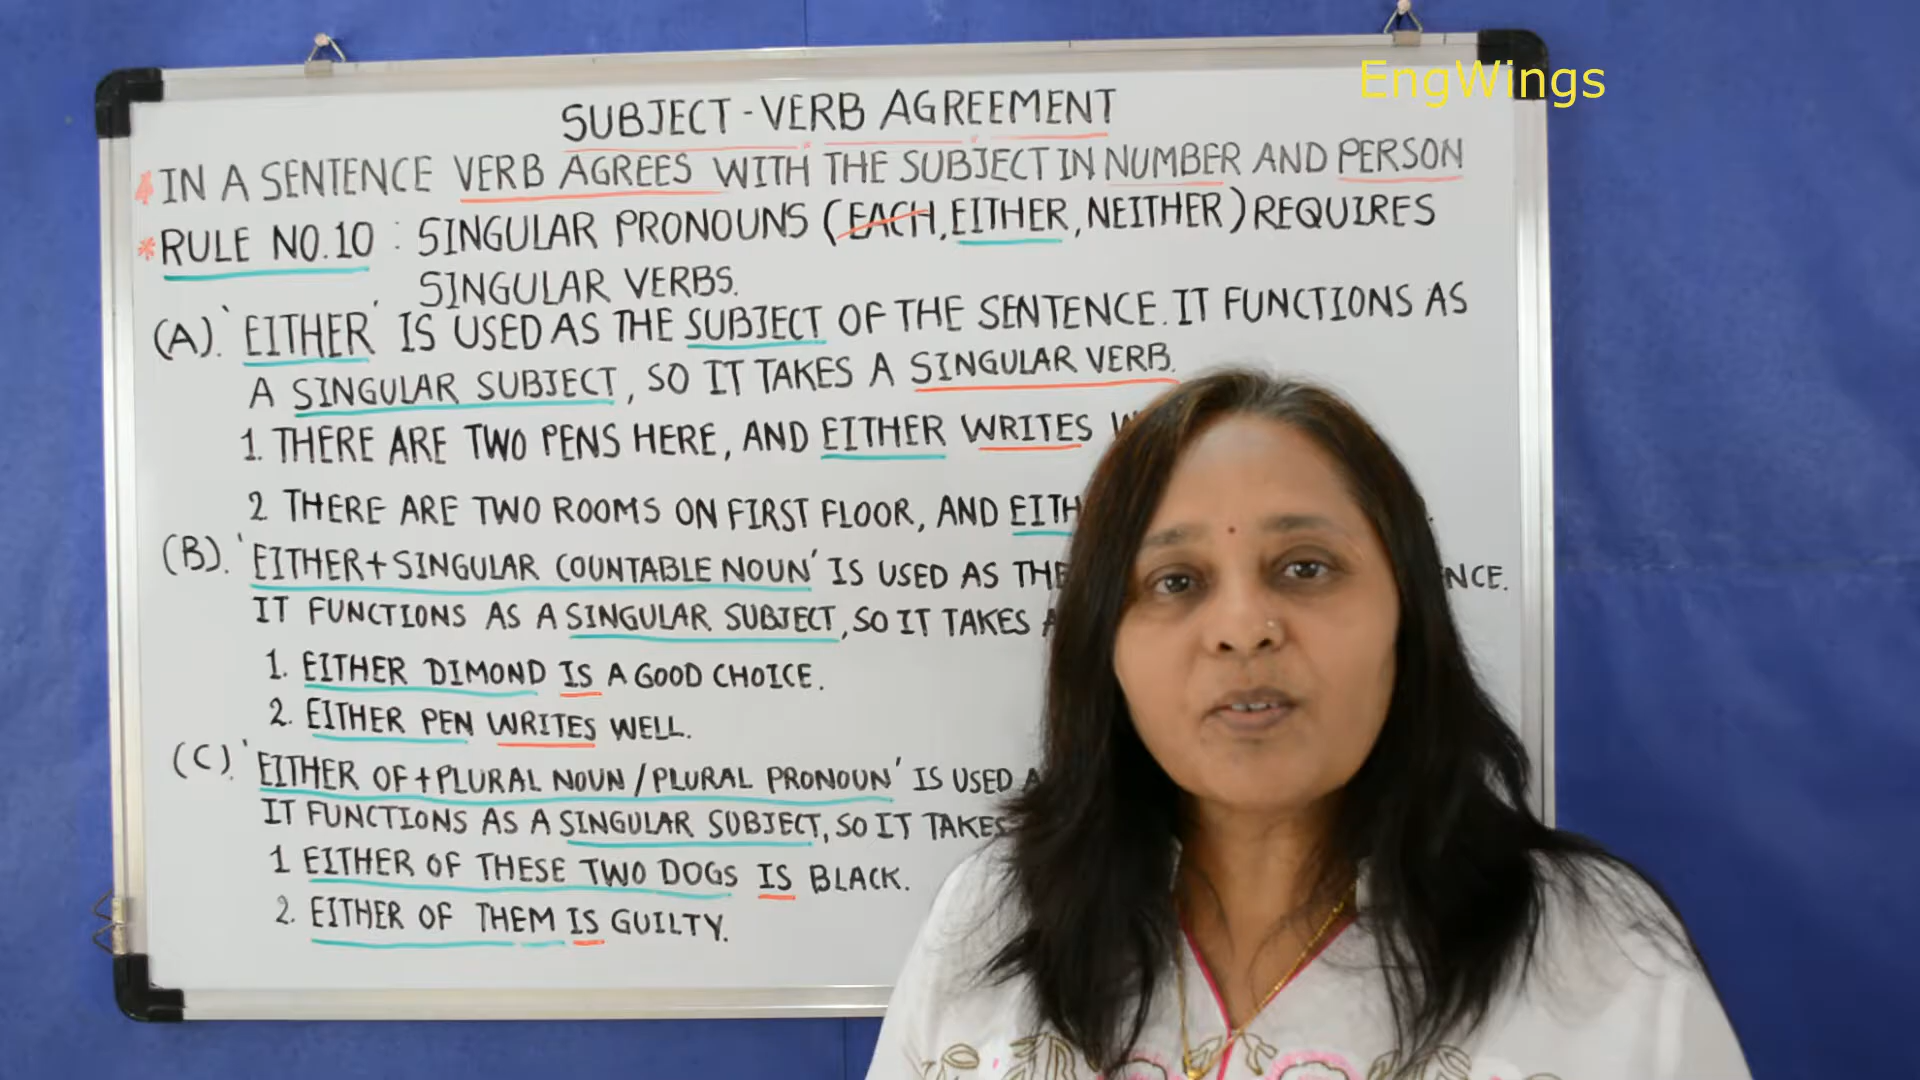 EngWings
SUBJECT-VERB AGREEMENT
* IN A SENTENCE VERB AGREES WITH THE SUBJECT IN NUMBER AND PERSON
* RULE NO.10 : SINGULAR PRONOUNS (EACH, EITHER, NEITHER) REQUIRES
SINGULAR VERBS.
(A). 'EITHER' IS USED AS THE SUBJECT OF THE SENTENCE. IT FUNCTIONS AS
A SINGULAR SUBJECT, SO IT TAKES A SINGULAR VERB.
1. THERE ARE TWO PENS HERE, AND EITHER WRITES
2 THERE ARE TWO ROOMS ON FIRST FLOOR, AND
(B). 'EITHER+SINGULAR COUNTABLE NOUN' IS USED AS THE
IT FUNCTIONS AS A SINGULAR SUBJECT, SO IT TAKES
1. EITHER DIMOND IS A GOOD CHOICE.
2. EITHER PEN WRITES WELL.
(C). 'EITHER OF+PLURAL NOUN/PLURAL PRONOUN' IS USED
IT FUNCTIONS AS A SINGULAR SUBJECT, SO IT TAKES
1 EITHER OF THESE TWO DOGS IS BLACK.
2. EITHER OF THEM IS GUILTY.